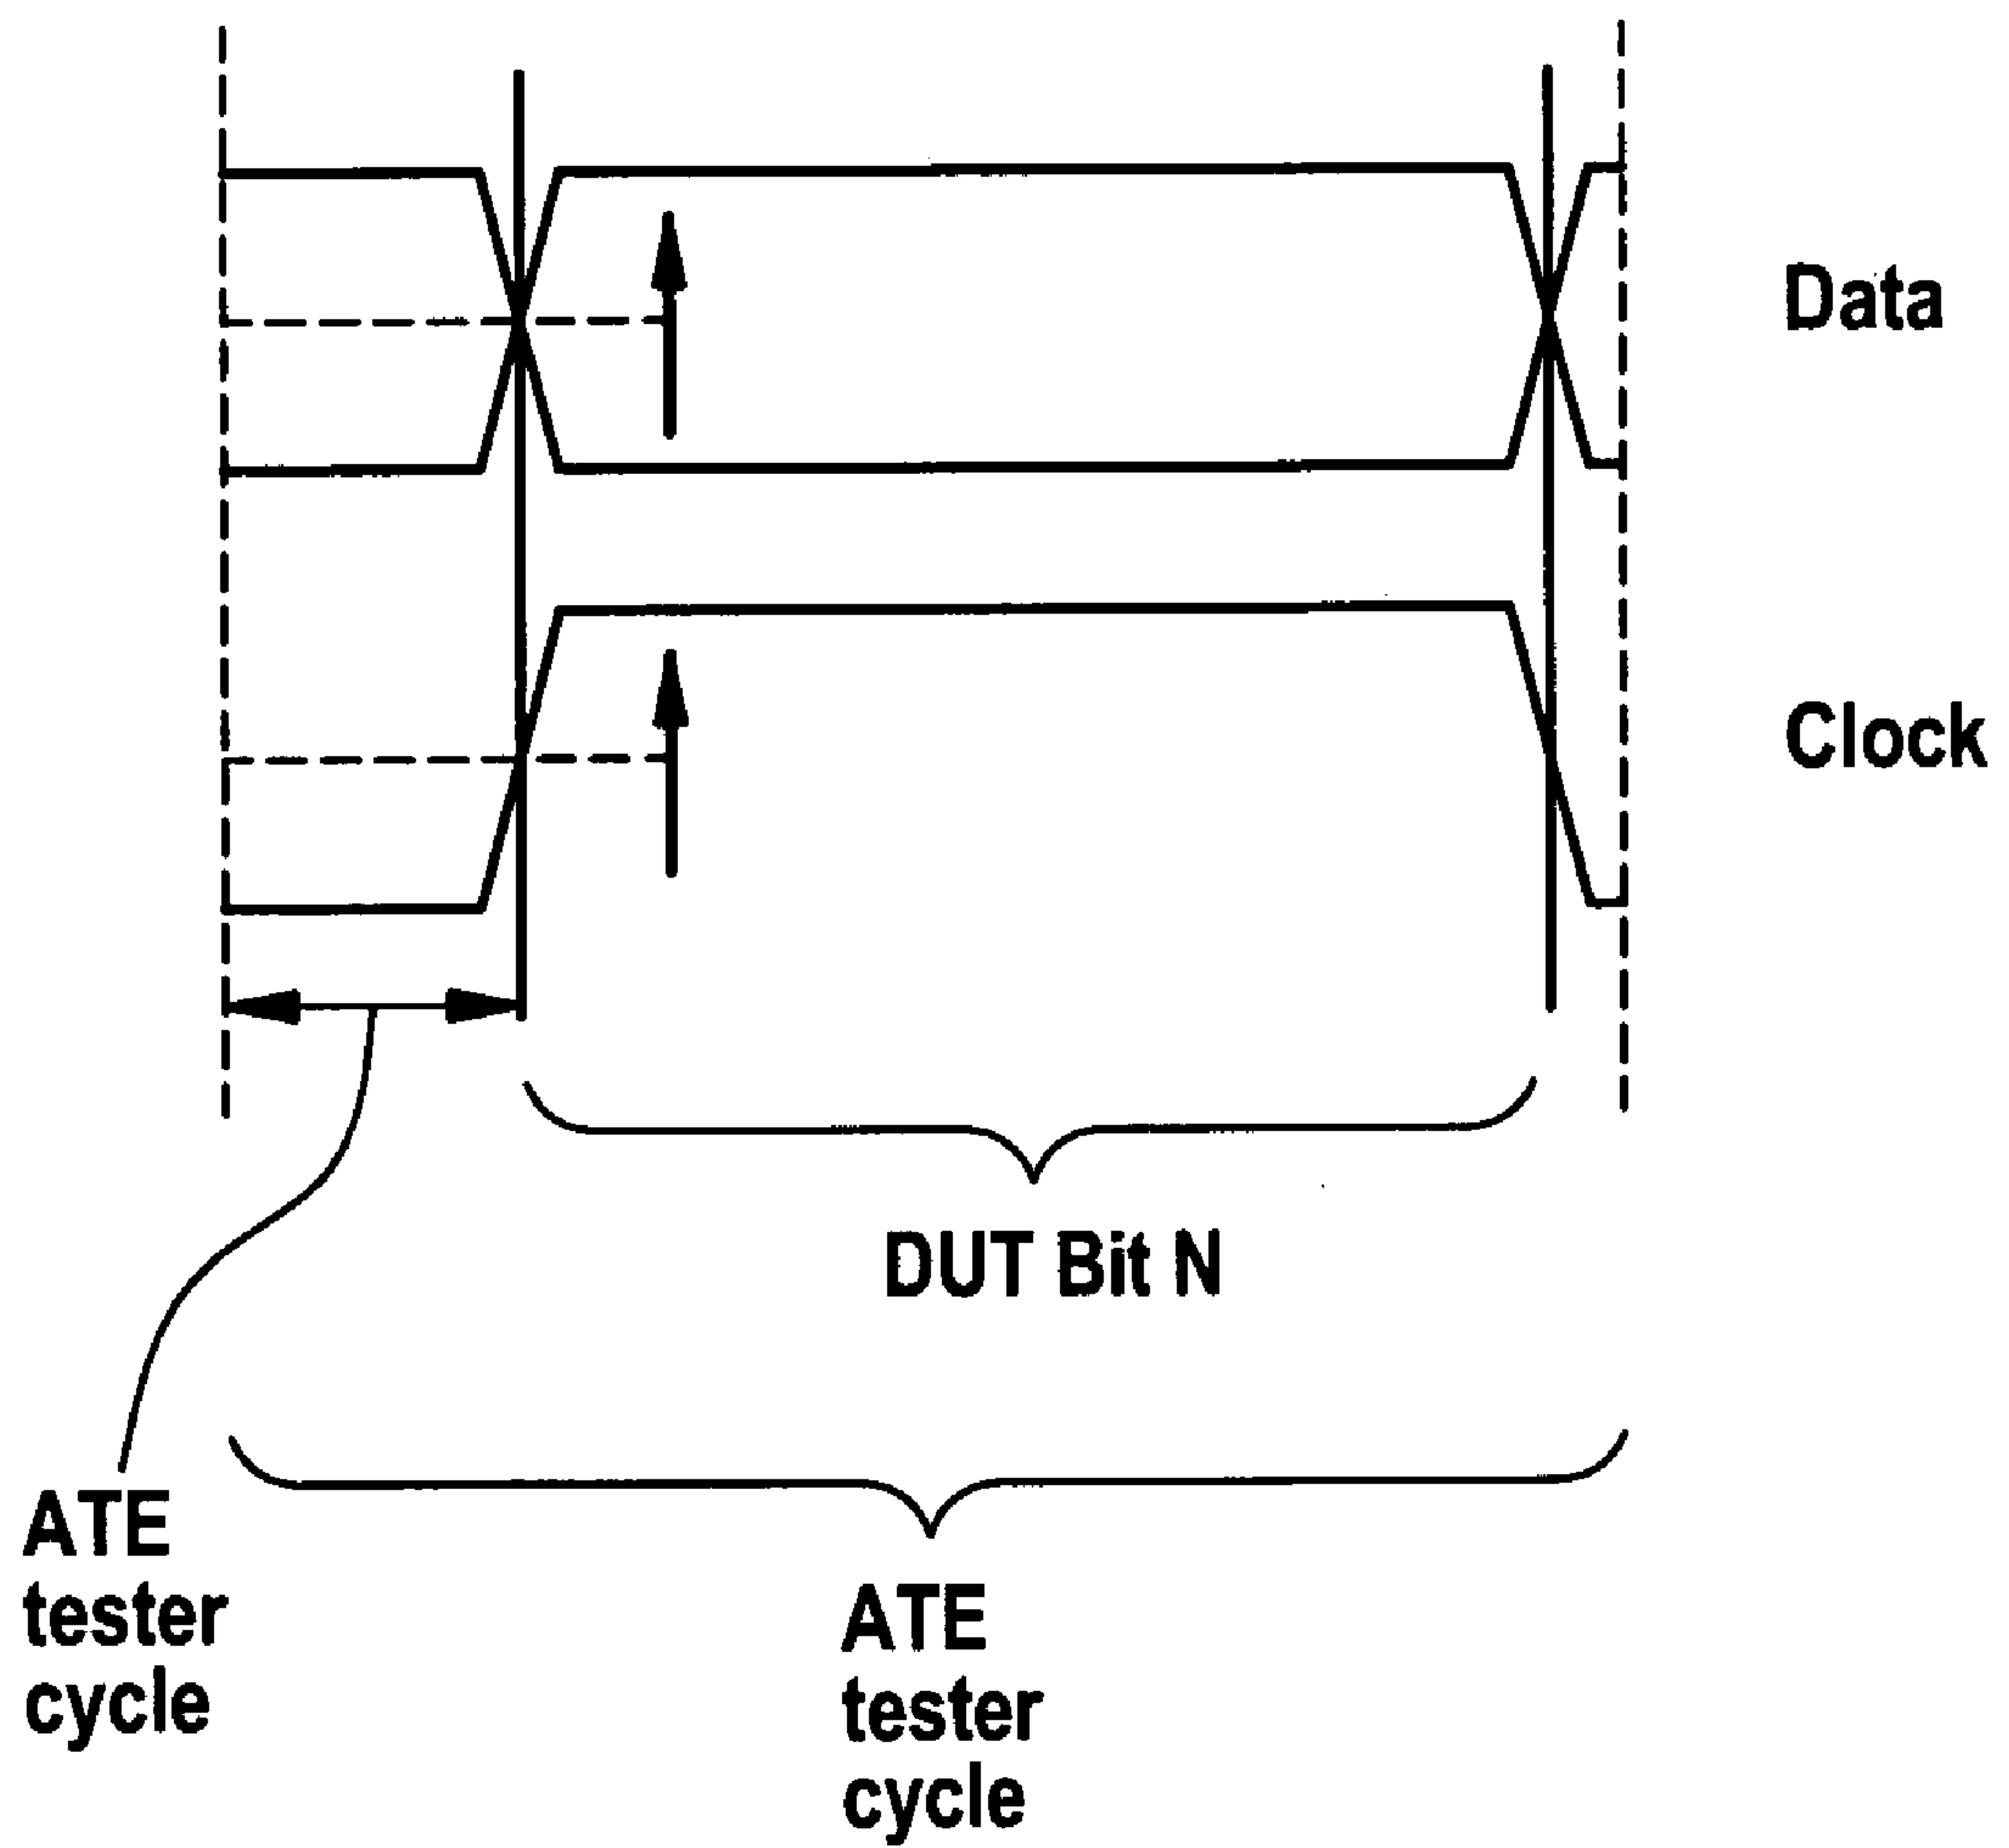 Data
Clock
DUT Bit N
ATE
tester
cycle
ATE
tester
cycle